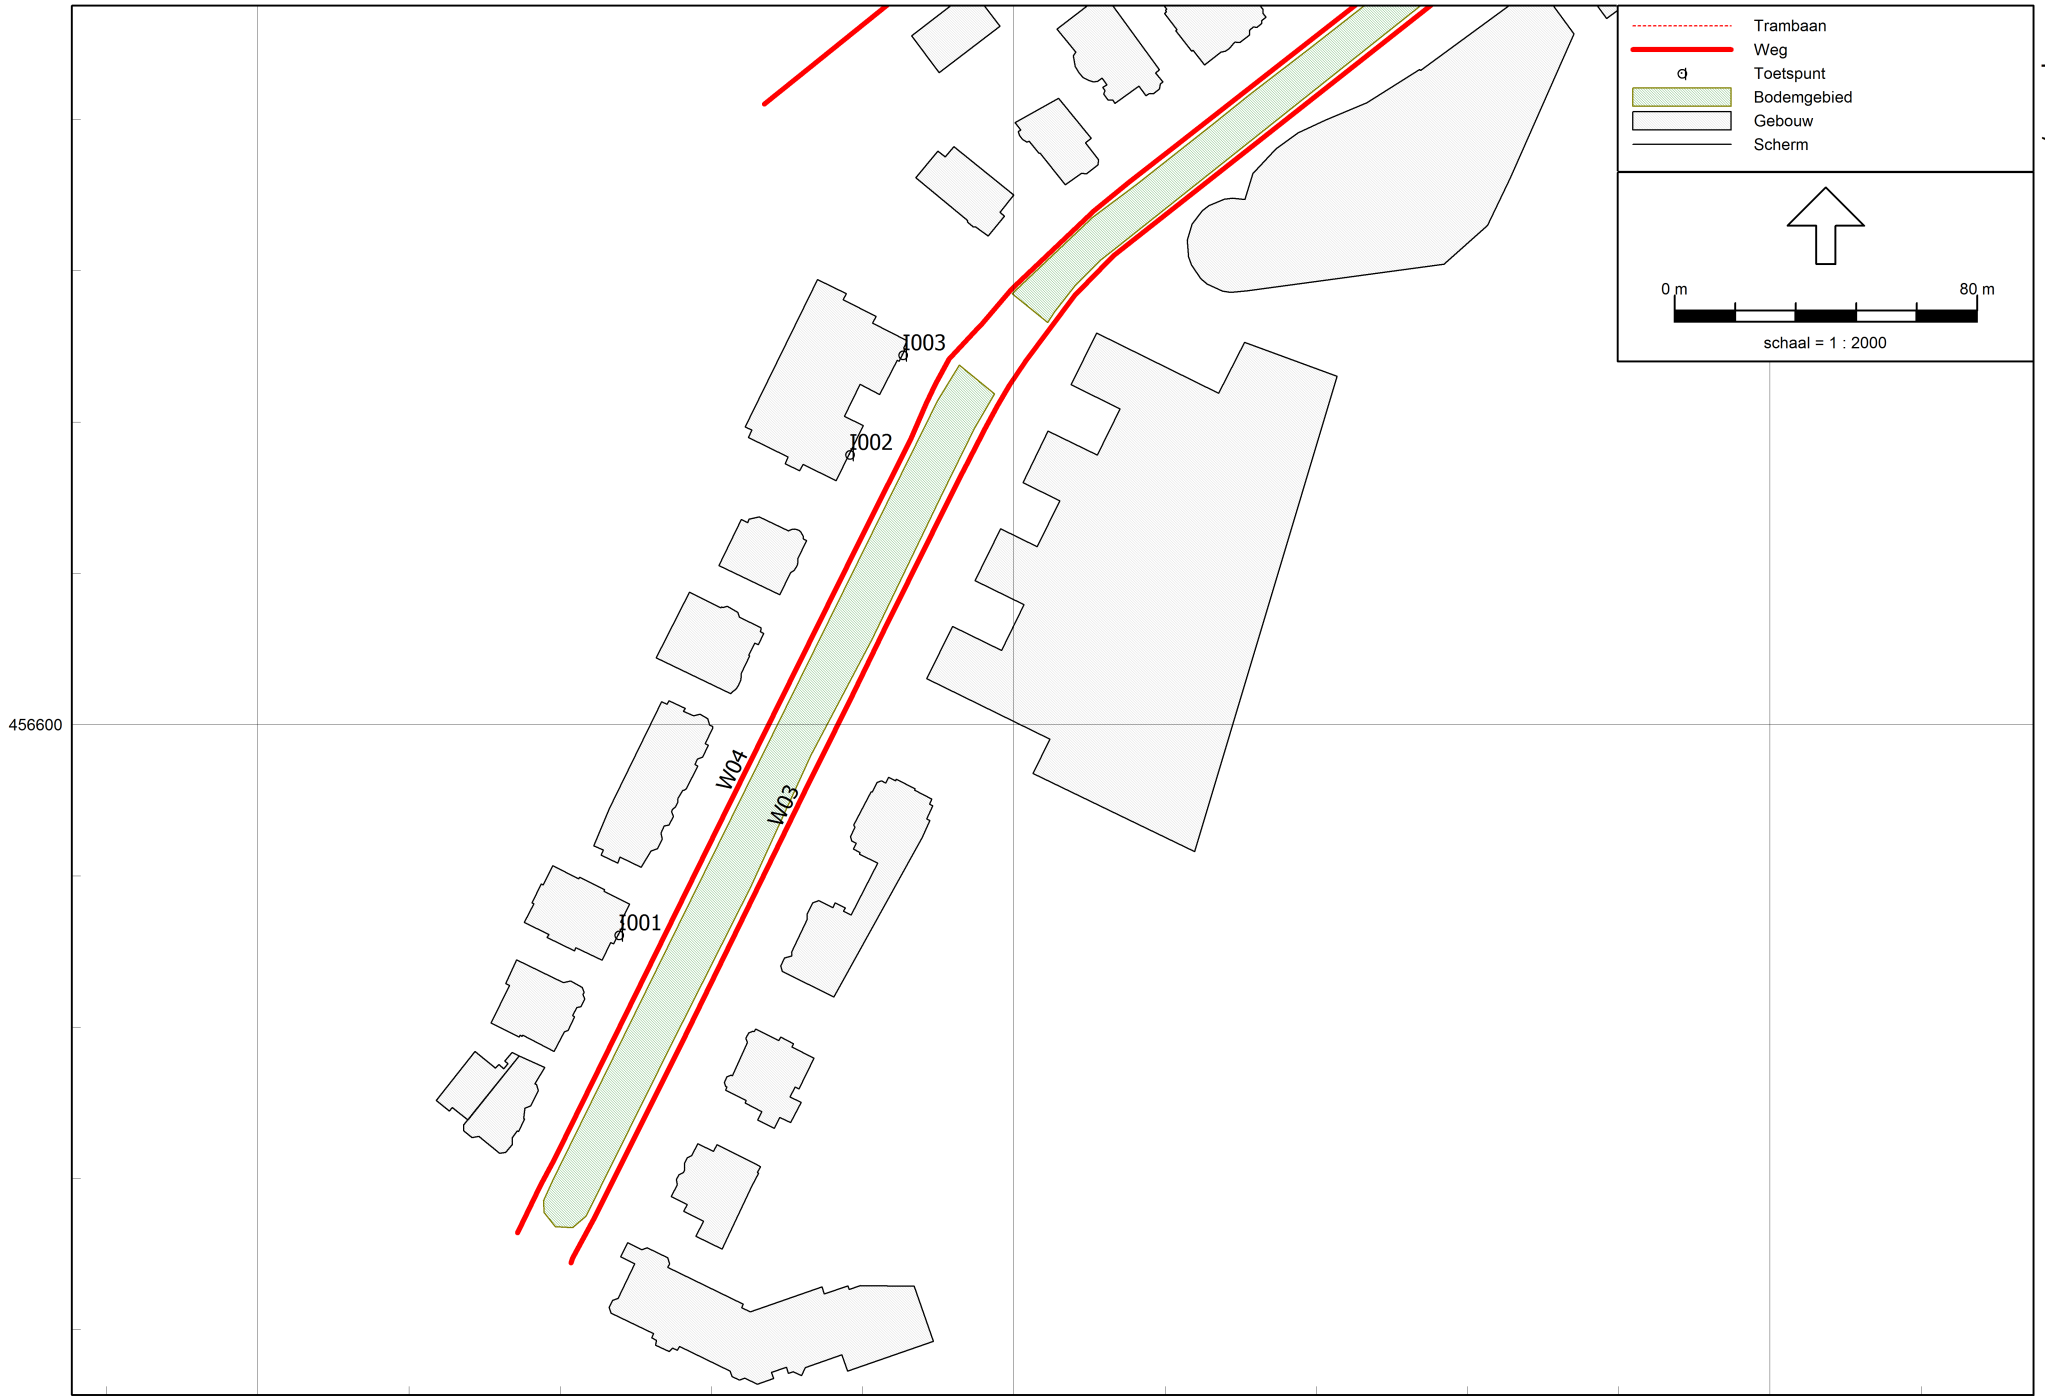 Trambaan
Weg
Toetspunt
Bodemgebied
Gebouw
Scherm
0 m
80 m
schaal = 1 : 2000
I003
I002
456600
W04
W03
I001